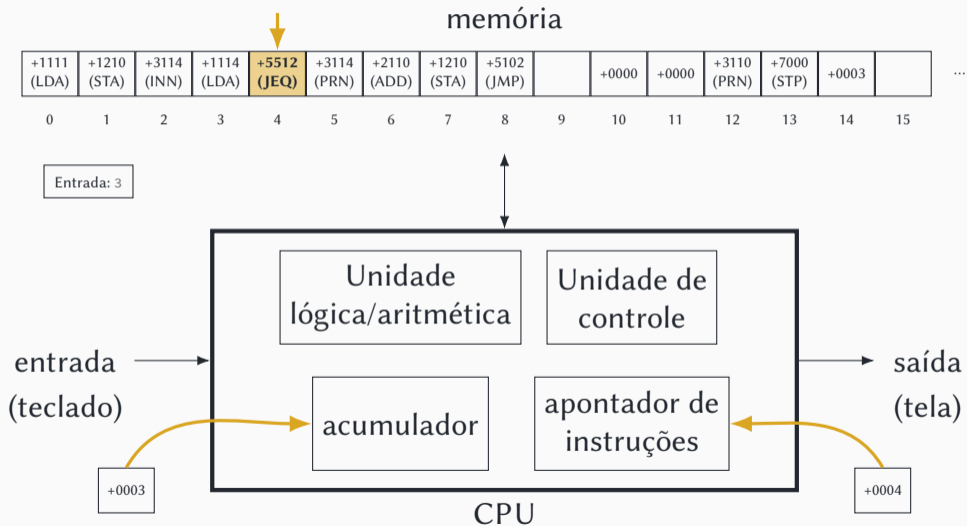 memória
+1111 +1210 +3114 +1114 +5512 +3114 +2110 +1210 +5102 +0000 +0000 +3110 +7000 +0003 ...
(LDA) (STA) (INN) (LDA) (JEQ) (PRN) (ADD) (STA) (JMP) (PRN) (STP)
0 1 2 3 4 5 6 7 8 9 10 11 12 13 14 15
Entrada: 3
Unidade
lógica/aritmética
Unidade de
controle
entrada
(teclado)
saída
(tela)
acumulador
apontador de
instruções
+0003
+0004
CPU